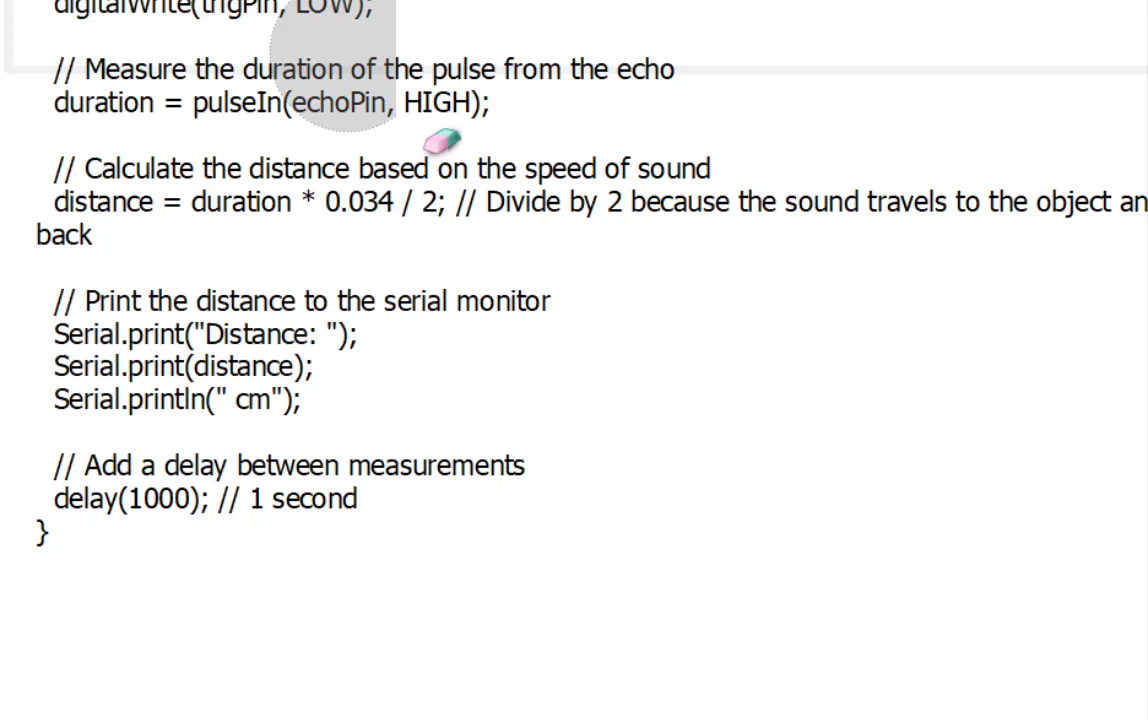 digitalWrite(trigPin, LOW);
// Measure the duration of the pulse from the echo
duration = pulseIn(echoPin, HIGH);
// Calculate the distance based on the speed of sound
distance = duration * 0.034 / 2; // Divide by 2 because the sound travels to the object an
back
// Print the distance to the serial monitor
Serial.print("Distance: ");
Serial.print(distance);
Serial.println(" cm");
// Add a delay between measurements
delay(1000); // 1 second
}